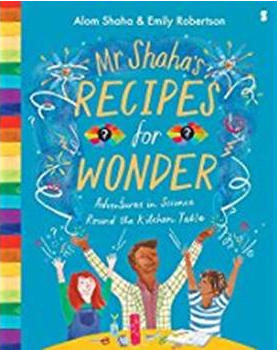 Alom Shaha & Emily Robertson
Mr Shaha's
RECIPES
? for ?
WONDER
Adventures in Science
Round the Kitchen Table